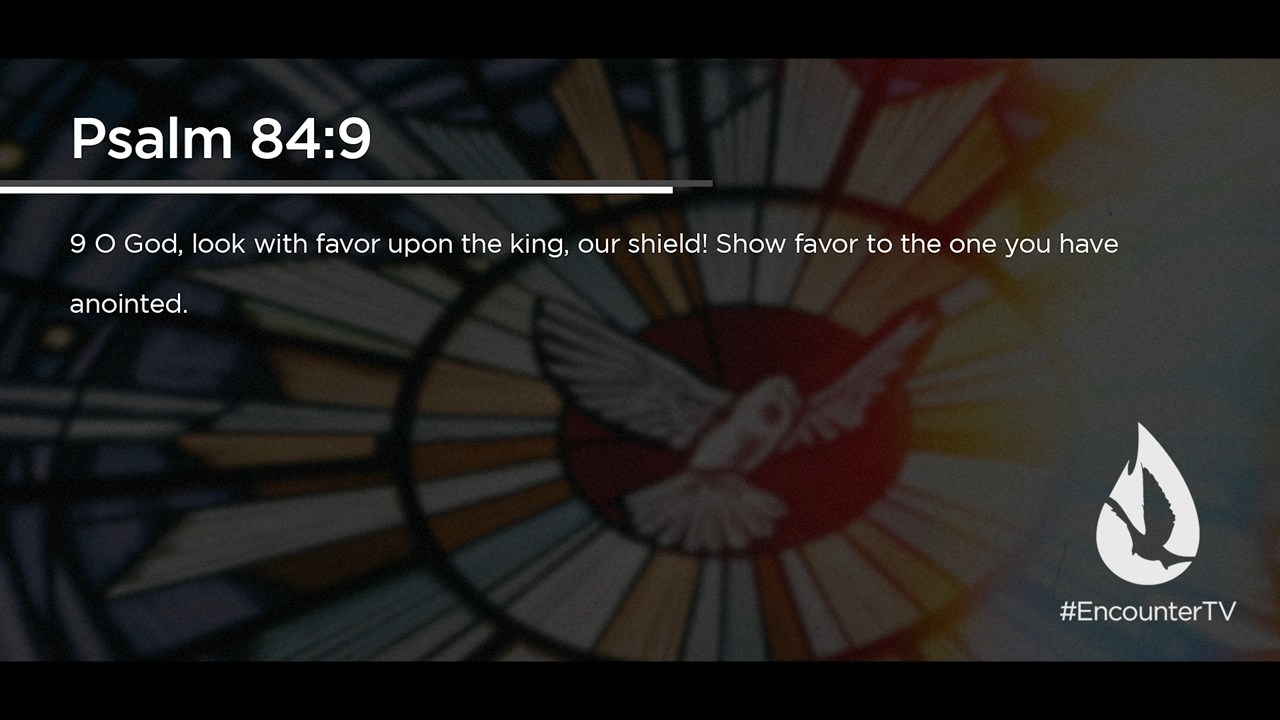 Psalm 84:9
9 O God, look with favor upon the king, our shield! Show favor to the one you have
anointed.
#EncounterTV